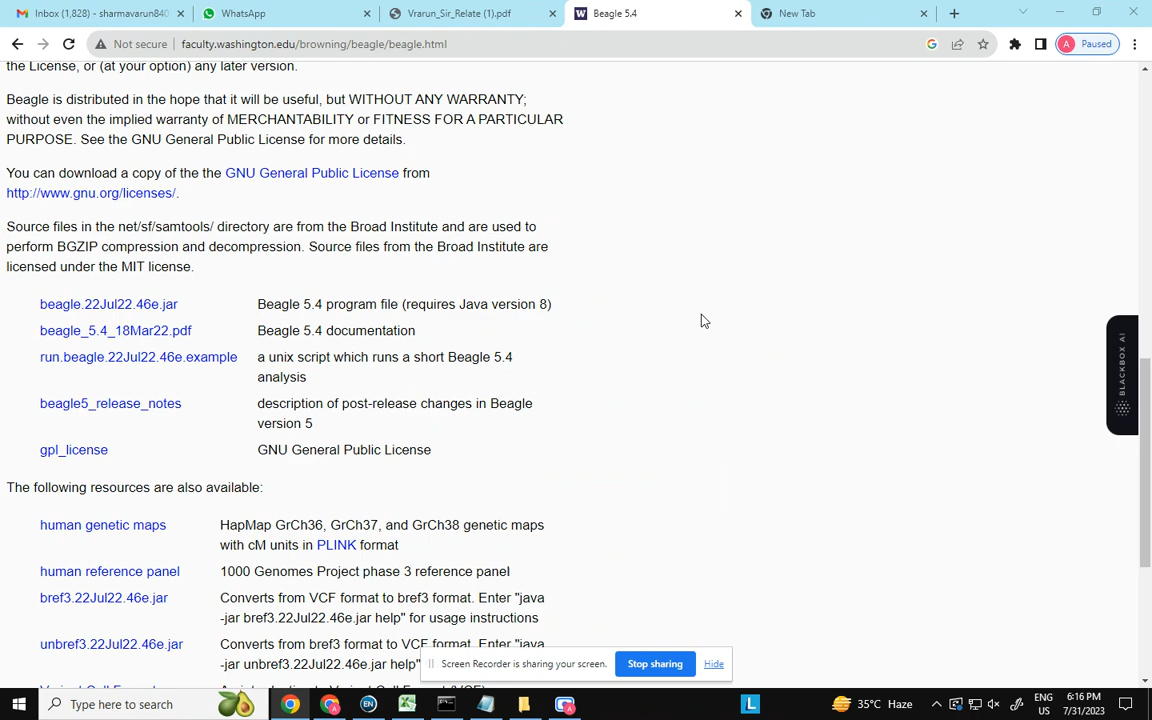 Inbox (1,828) - sharmavarun840
WhatsApp
Vrarun_Sir_Relate (1).pdf
Beagle 5.4
New Tab
Not secure
faculty.washington.edu/browning/beagle/beagle.html
A Paused
the License, or (at your option) any later version.
Beagle is distributed in the hope that it will be useful, but WITHOUT ANY WARRANTY;
without even the implied warranty of MERCHANTABILITY or FITNESS FOR A PARTICULAR
PURPOSE. See the GNU General Public License for more details.
You can download a copy of the the GNU General Public License from
http://www.gnu.org/licenses/.
Source files in the net/sf/samtools/ directory are from the Broad Institute and are used to
perform BGZIP compression and decompression. Source files from the Broad Institute are
licensed under the MIT license.
beagle.22Jul22.46e.jar Beagle 5.4 program file (requires Java version 8)
beagle_5.4_18Mar22.pdf Beagle 5.4 documentation
run.beagle.22Jul22.46e.example a unix script which runs a short Beagle 5.4
analysis
beagle5_release_notes description of post-release changes in Beagle
version 5
gpl_license GNU General Public License
The following resources are also available:
human genetic maps HapMap GrCh36, GrCh37, and GrCh38 genetic maps
with cM units in PLINK format
human reference panel 1000 Genomes Project phase 3 reference panel
bref3.22Jul22.46e.jar Converts from VCF format to bref3 format. Enter "java
-jar bref3.22Jul22.46e.jar help" for usage instructions
unbref3.22Jul22.46e.jar Converts from bref3 format to VCF format. Enter "java
-jar unbref3.22Jul22.46e.jar help"
BLACKBOX AI
Screen Recorder is sharing your screen.
Stop sharing
Hide
Type here to search
EN
L
35°C Haze
ENG
US
6:16 PM
7/31/2023